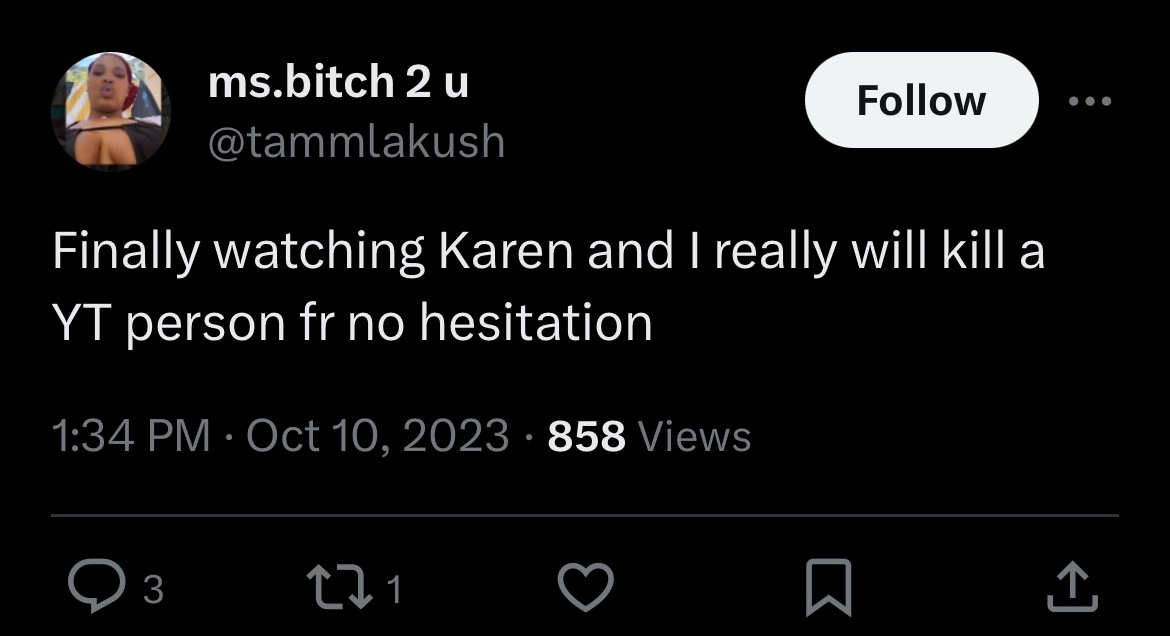 ms.bitch 2 u
Follow
@tammlakush
Finally watching Karen and I really will kill a
YT person fr no hesitation
1:34 PM · Oct 10, 2023 · 858 Views
3
1